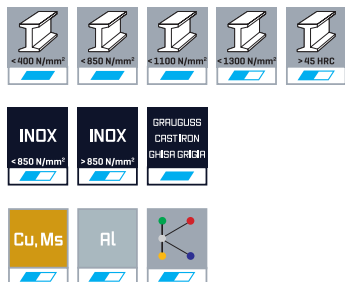 <400 N/mm² <850 N/mm² <1100 N/mm² <1300 N/mm² >45 HRC
INOX INOX GRAUGUSS
CAST IRON
GHISA GRIGIA
<850 N/mm² >850 N/mm²
Cu, Ms Al